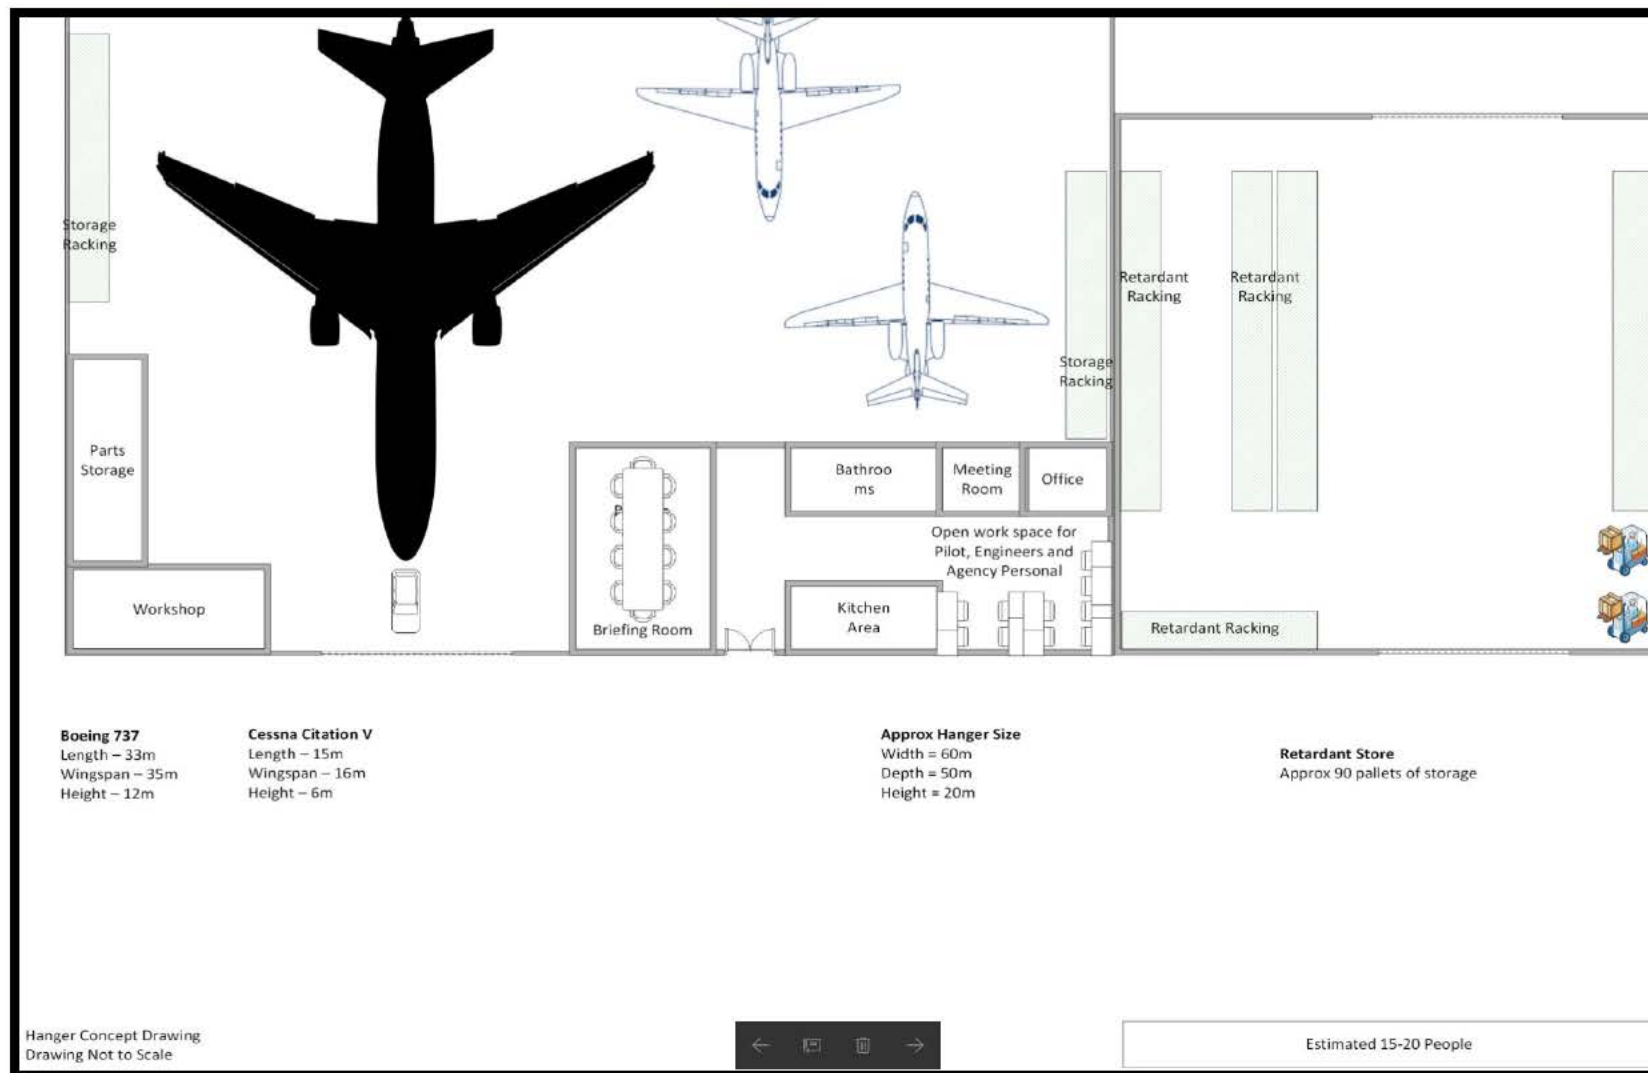 Storage
Racking
Retardant
Racking
Retardant
Racking
Storage
Racking
Parts
Storage
Bathroo
ms
Meeting
Room
Office
Open work space for
Pilot, Engineers and
Agency Personal
Workshop
Briefing Room
Kitchen
Area
Retardant Racking
Boeing 737
Length – 33m
Wingspan – 35m
Height – 12m
Cessna Citation V
Length – 15m
Wingspan – 16m
Height – 6m
Approx Hanger Size
Width = 60m
Depth = 50m
Height = 20m
Retardant Store
Approx 90 pallets of storage
Hanger Concept Drawing
Drawing Not to Scale
Estimated 15-20 People